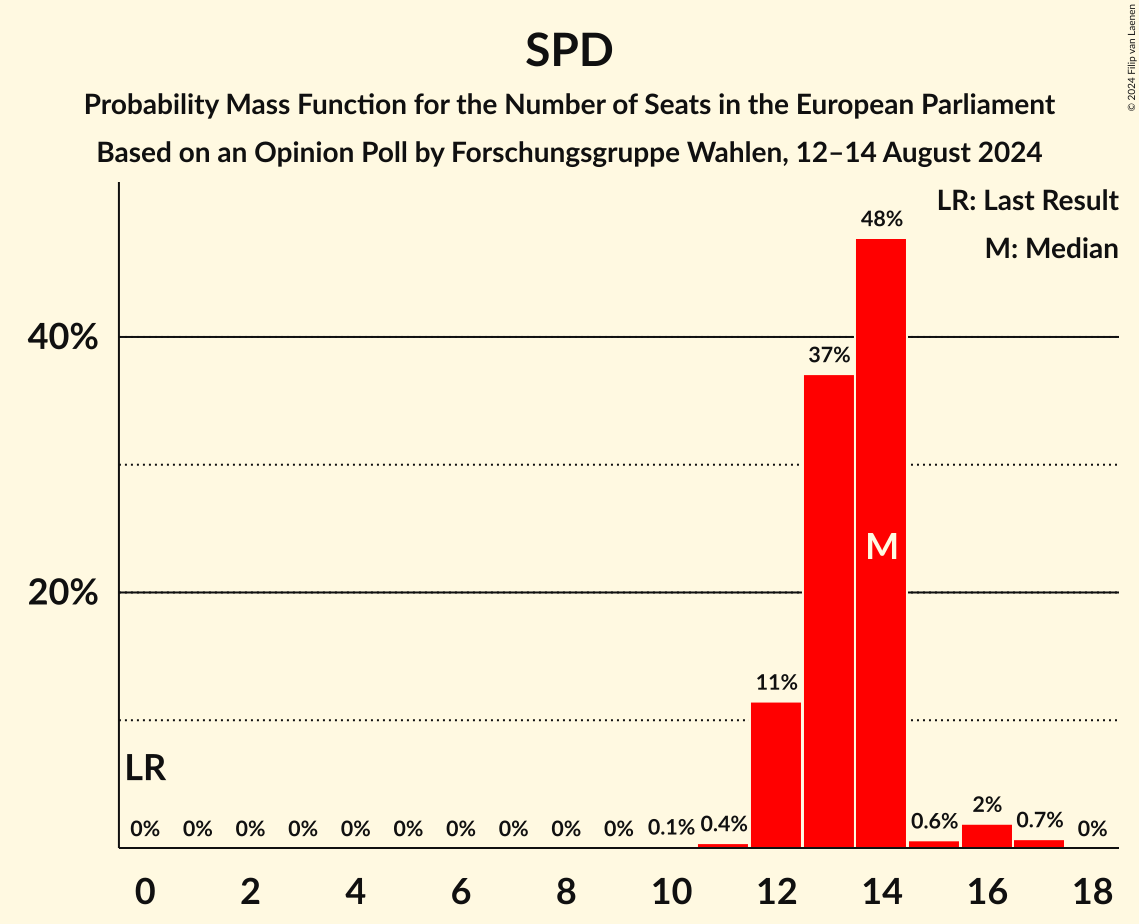 SPD
Probability Mass Function for the Number of Seats in the European Parliament
Based on an Opinion Poll by Forschungsgruppe Wahlen, 12–14 August 2024
© 2024 Filip van Laenen
LR: Last Result
M: Median
48%
40%
37%
M
20%
11%
LR
0% 0% 0% 0% 0% 0% 0% 0% 0% 0% 0.1% 0.4% 0.6% 2% 0.7% 0%
0 2 4 6 8 10 12 14 16 18